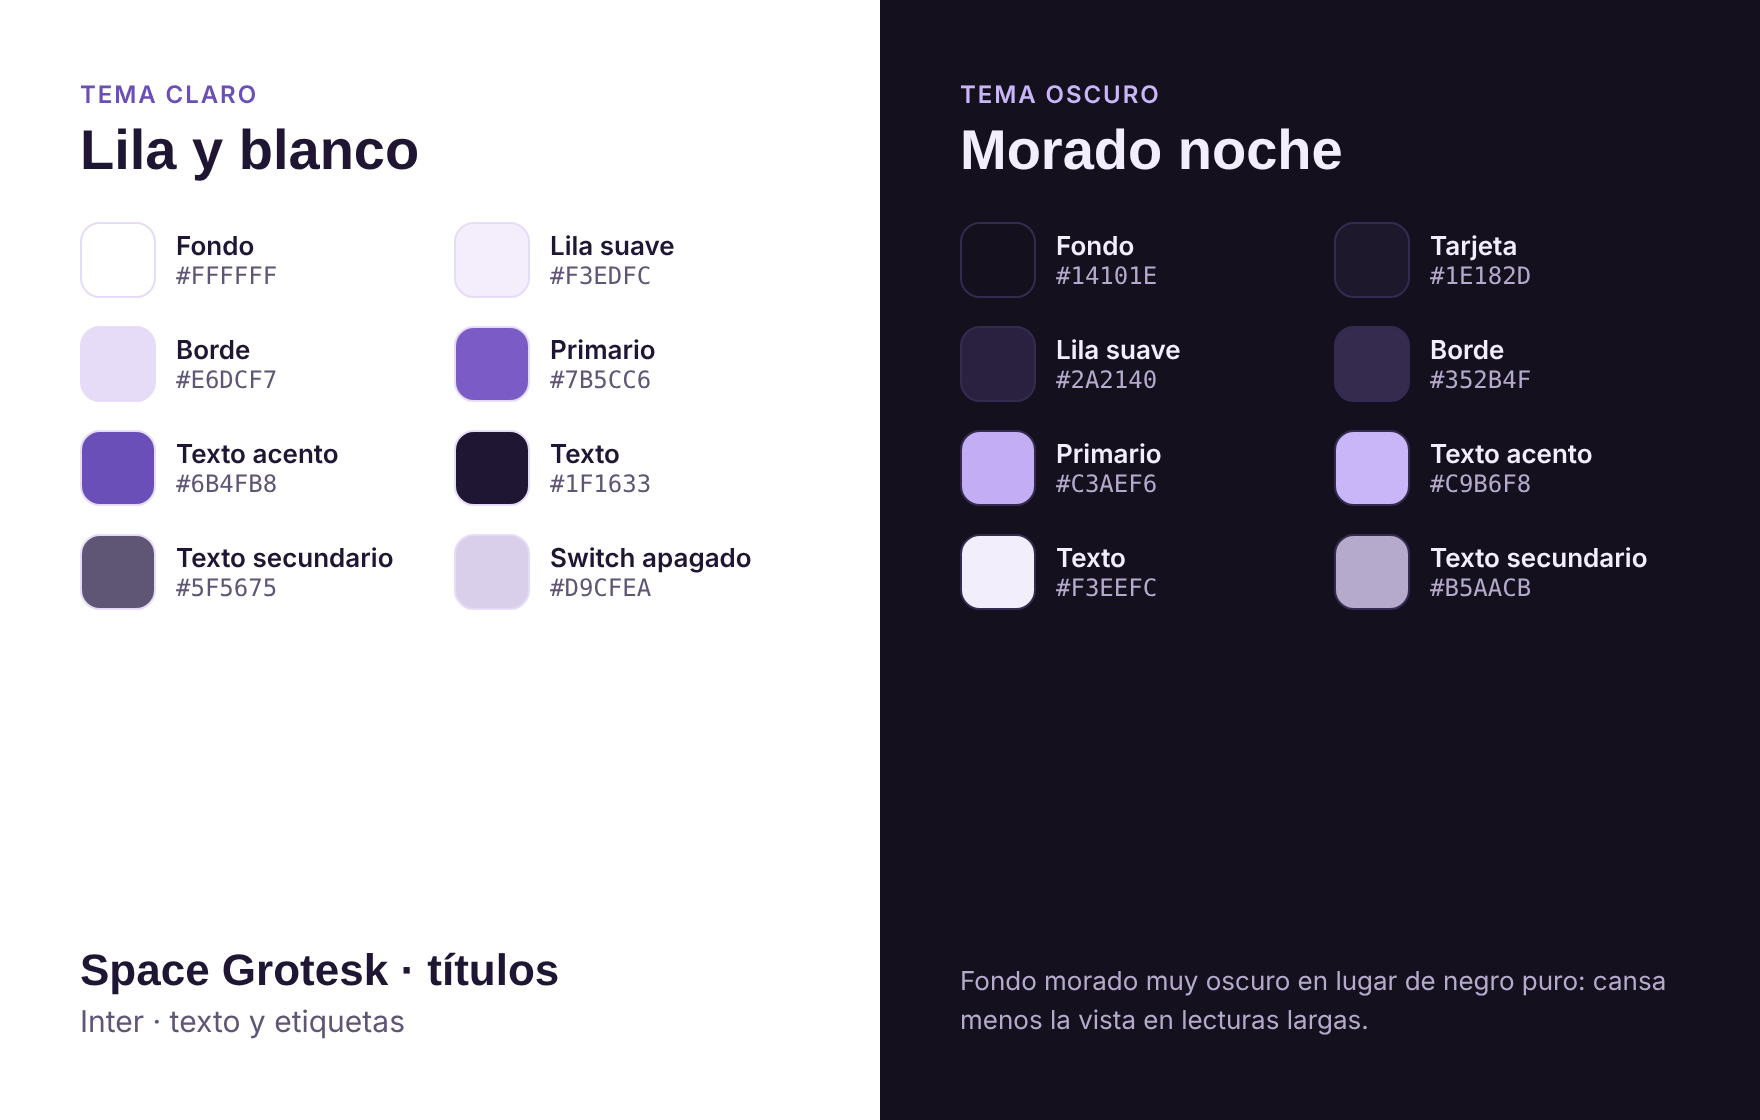 TEMA CLARO
Lila y blanco
Fondo
#FFFFFF
Lila suave
#F3EDFC
Borde
#E6DCF7
Primario
#7B5CC6
Texto acento
#6B4FB8
Texto
#1F1633
Texto secundario
#5F5675
Switch apagado
#D9CFEA
Space Grotesk · títulos
Inter · texto y etiquetas
TEMA OSCURO
Morado noche
Fondo
#14101E
Tarjeta
#1E182D
Lila suave
#2A2140
Borde
#352B4F
Primario
#C3AEF6
Texto acento
#C9B6F8
Texto
#F3EEFC
Texto secundario
#B5AACB
Fondo morado muy oscuro en lugar de negro puro: cansa
menos la vista en lecturas largas.